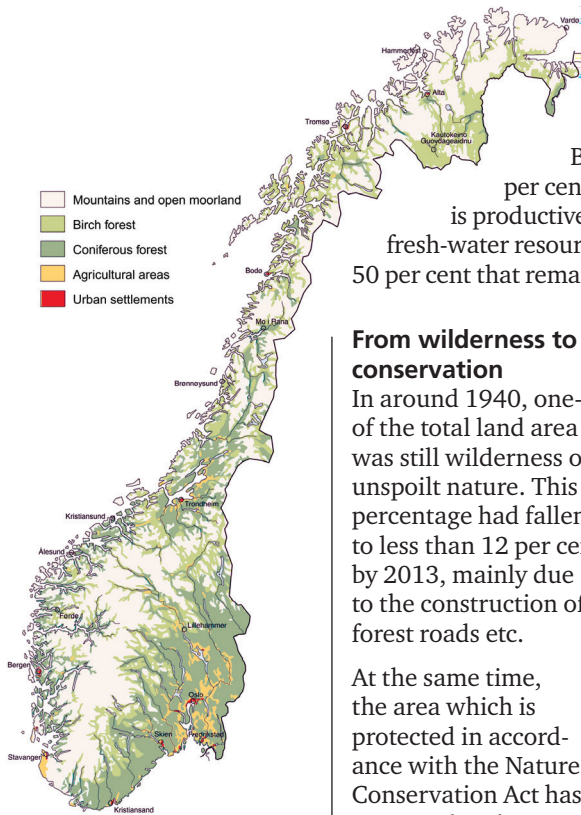 Vardø
Hammerfest
Alta
Tromsø
Kautokeino
Guovdageaidnu
Mountains and open moorland
Birch forest
Coniferous forest
Agricultural areas
Urban settlements
Bodø
Mo i Rana
Brønnøysund
Trondheim
Kristiansund
Ålesund
Førde
Lillehammer
Bergen
Oslo
Skien
Fredrikstad
Stavanger
Kristiansand
B
per cent
is productive
fresh-water resour
50 per cent that rema
From wilderness to
conservation
In around 1940, one-
of the total land area
was still wilderness o
unspoilt nature. This
percentage had fallen
to less than 12 per ce
by 2013, mainly due
to the construction of
forest roads etc.
At the same time,
the area which is
protected in accord-
ance with the Nature
Conservation Act has